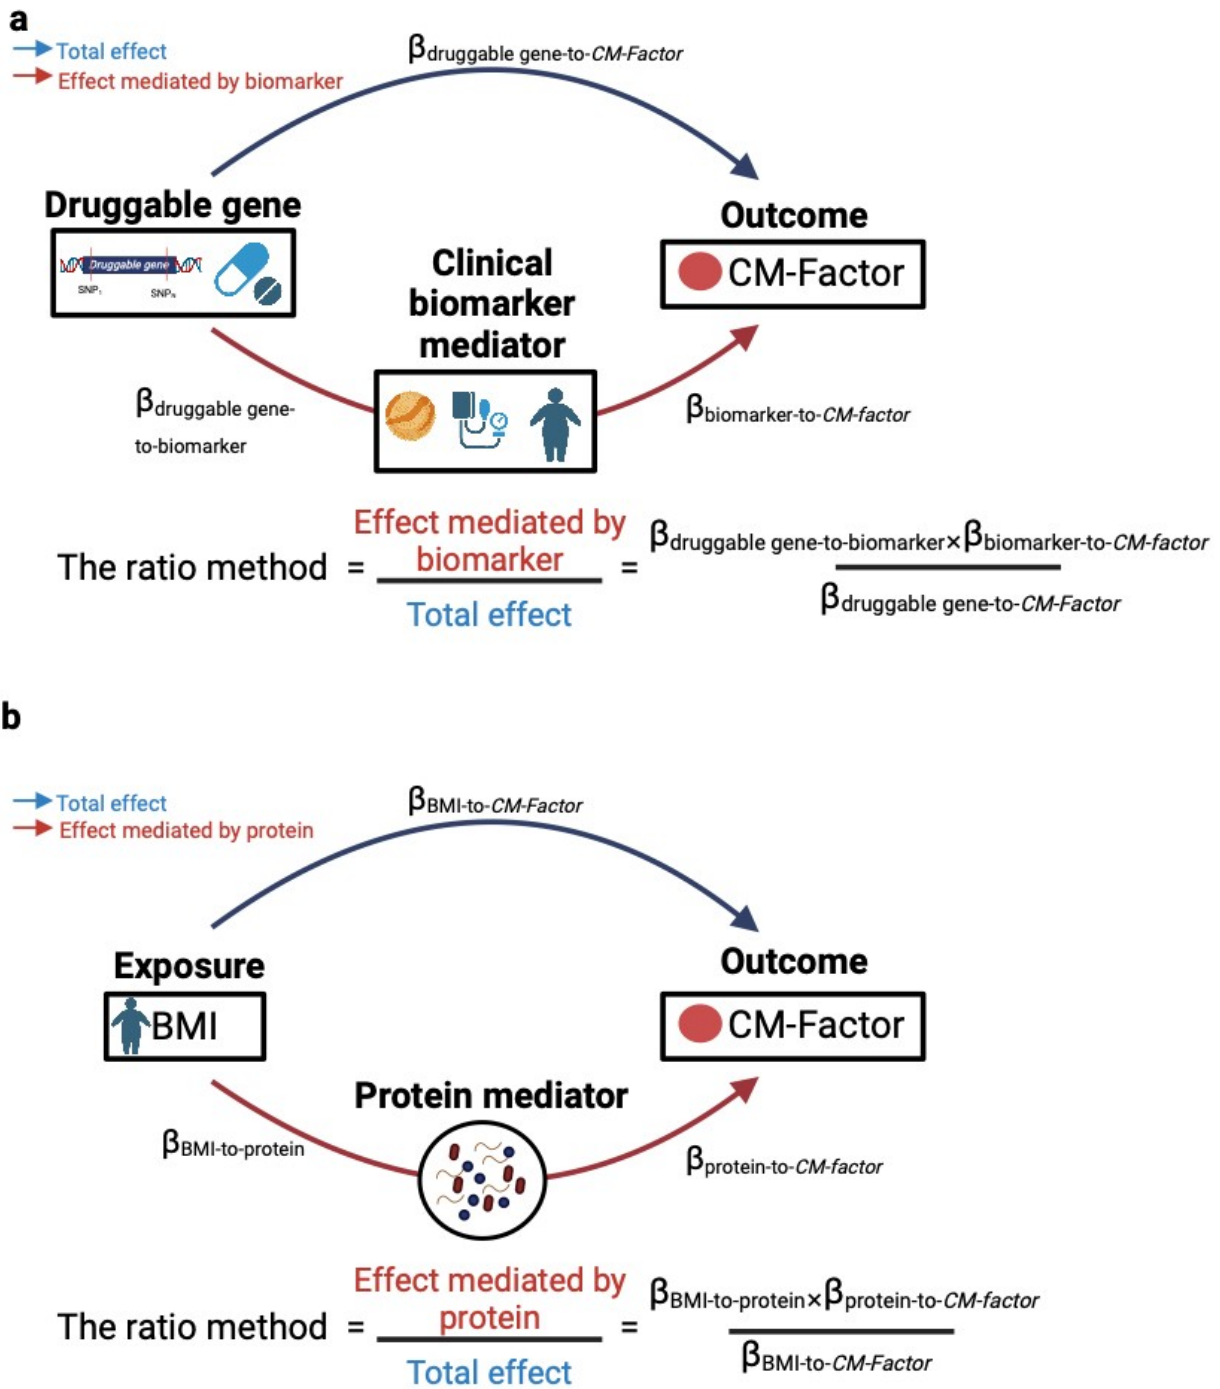 a
Total effect
Effect mediated by biomarker
βdruggable gene-to-CM-Factor
Druggable gene
Druggable gene
SNP1
SNPN
Clinical
biomarker
mediator
Outcome
CM-Factor
βdruggable gene-
to-biomarker
βbiomarker-to-CM-factor
The ratio method = Effect mediated by
biomarker
Total effect
= βdruggable gene-to-biomarker×βbiomarker-to-CM-factor
βdruggable gene-to-CM-Factor
b
Total effect
Effect mediated by protein
βBMI-to-CM-Factor
Exposure
BMI
Outcome
CM-Factor
Protein mediator
βBMI-to-protein
βprotein-to-CM-factor
The ratio method = Effect mediated by
protein
Total effect
= βBMI-to-protein×βprotein-to-CM-factor
βBMI-to-CM-Factor